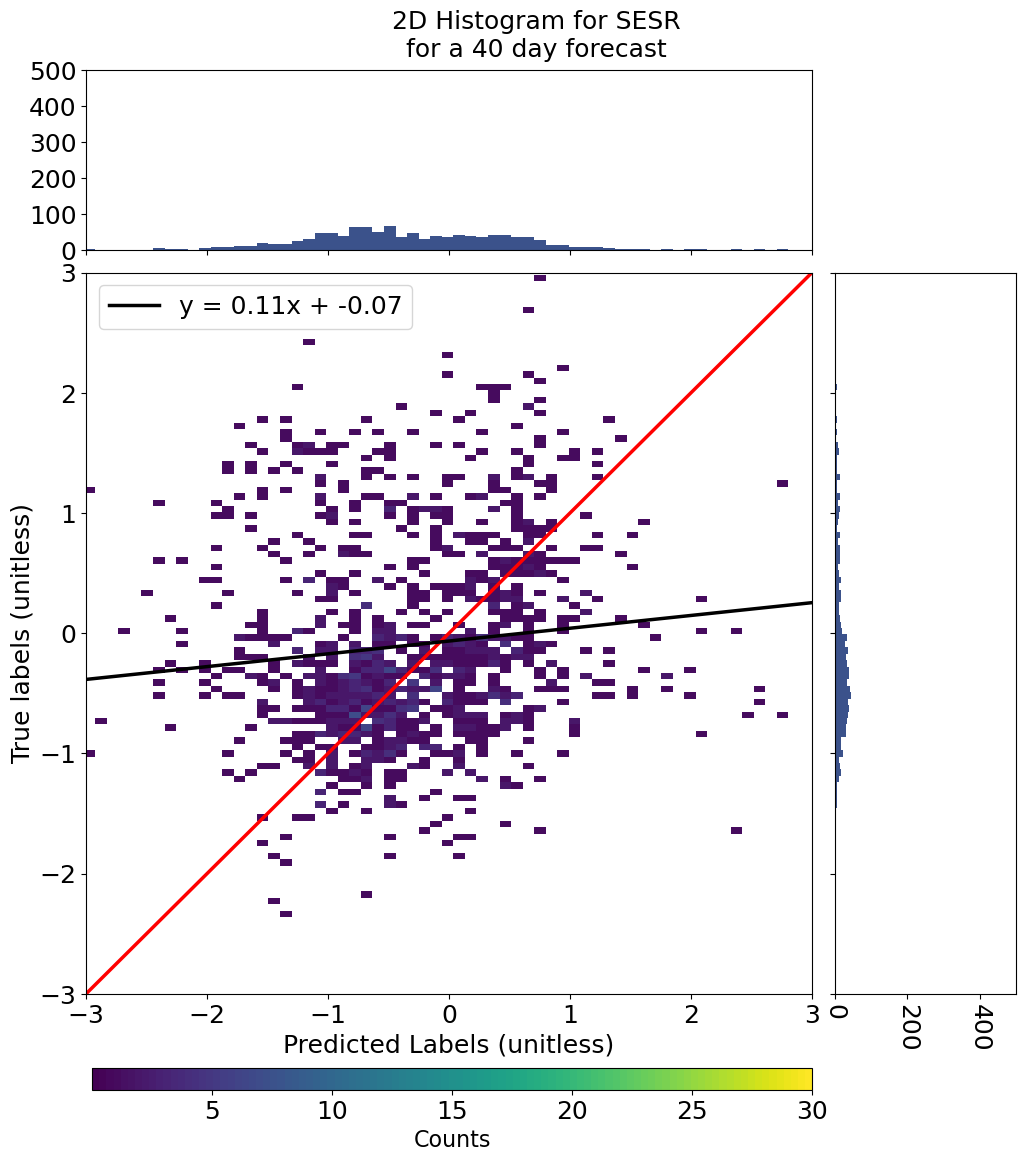 2D Histogram for SESR
for a 40 day forecast
500
400
300
200
100
0
3
2
1
0
−1
−2
−3
True labels (unitless)
y = 0.11x + -0.07
−3 −2 −1 0 1 2 3
Predicted Labels (unitless)
0 200 400
5 10 15 20 25 30
Counts